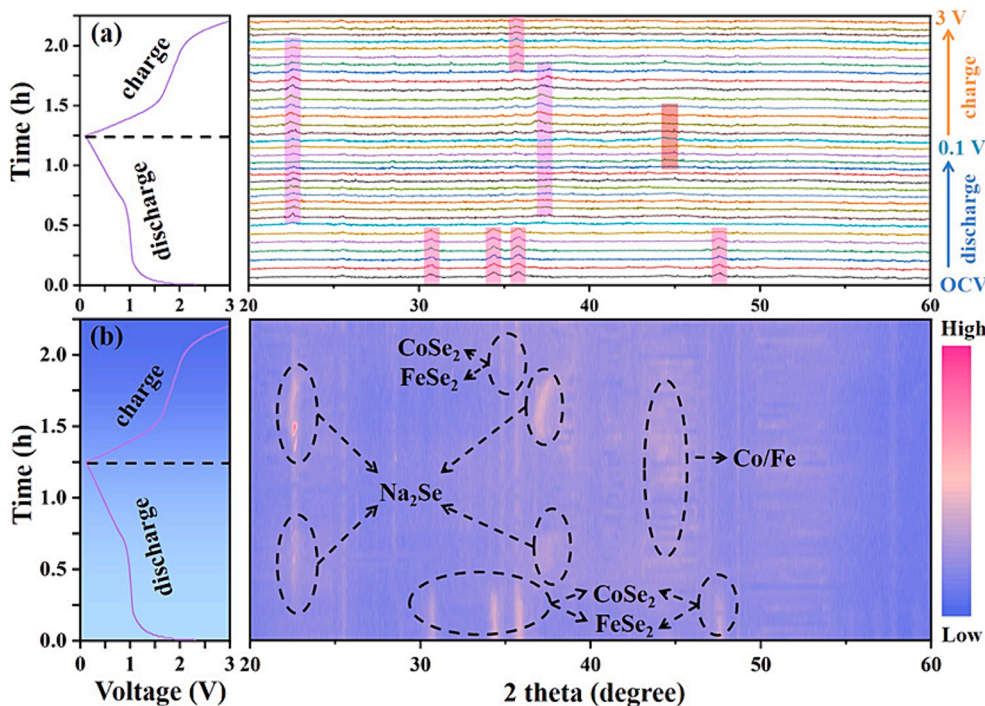 (a)
Time (h)
2.0
1.5
1.0
0.5
0.0
charge
discharge
0 1 2 3
20 30 40 50 60
3 V
charge
0.1 V
discharge
OCV
(b)
Time (h)
2.0
1.5
1.0
0.5
0.0
charge
discharge
0 1 2 3
Voltage (V)
CoSe₂
FeSe₂
Na₂Se
Co/Fe
CoSe₂
FeSe₂
20 30 40 50 60
2 theta (degree)
High
Low